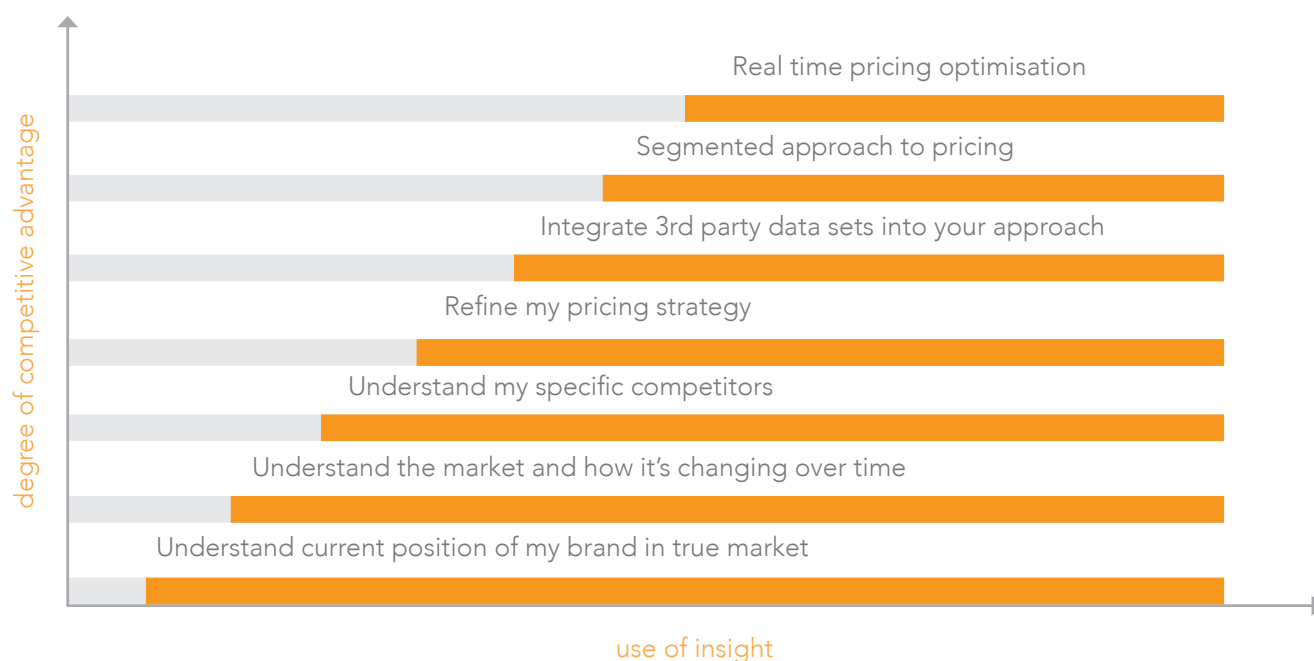 Real time pricing optimisation
Segmented approach to pricing
Integrate 3rd party data sets into your approach
Refine my pricing strategy
Understand my specific competitors
Understand the market and how it’s changing over time
Understand current position of my brand in true market
degree of competitive advantage
use of insight